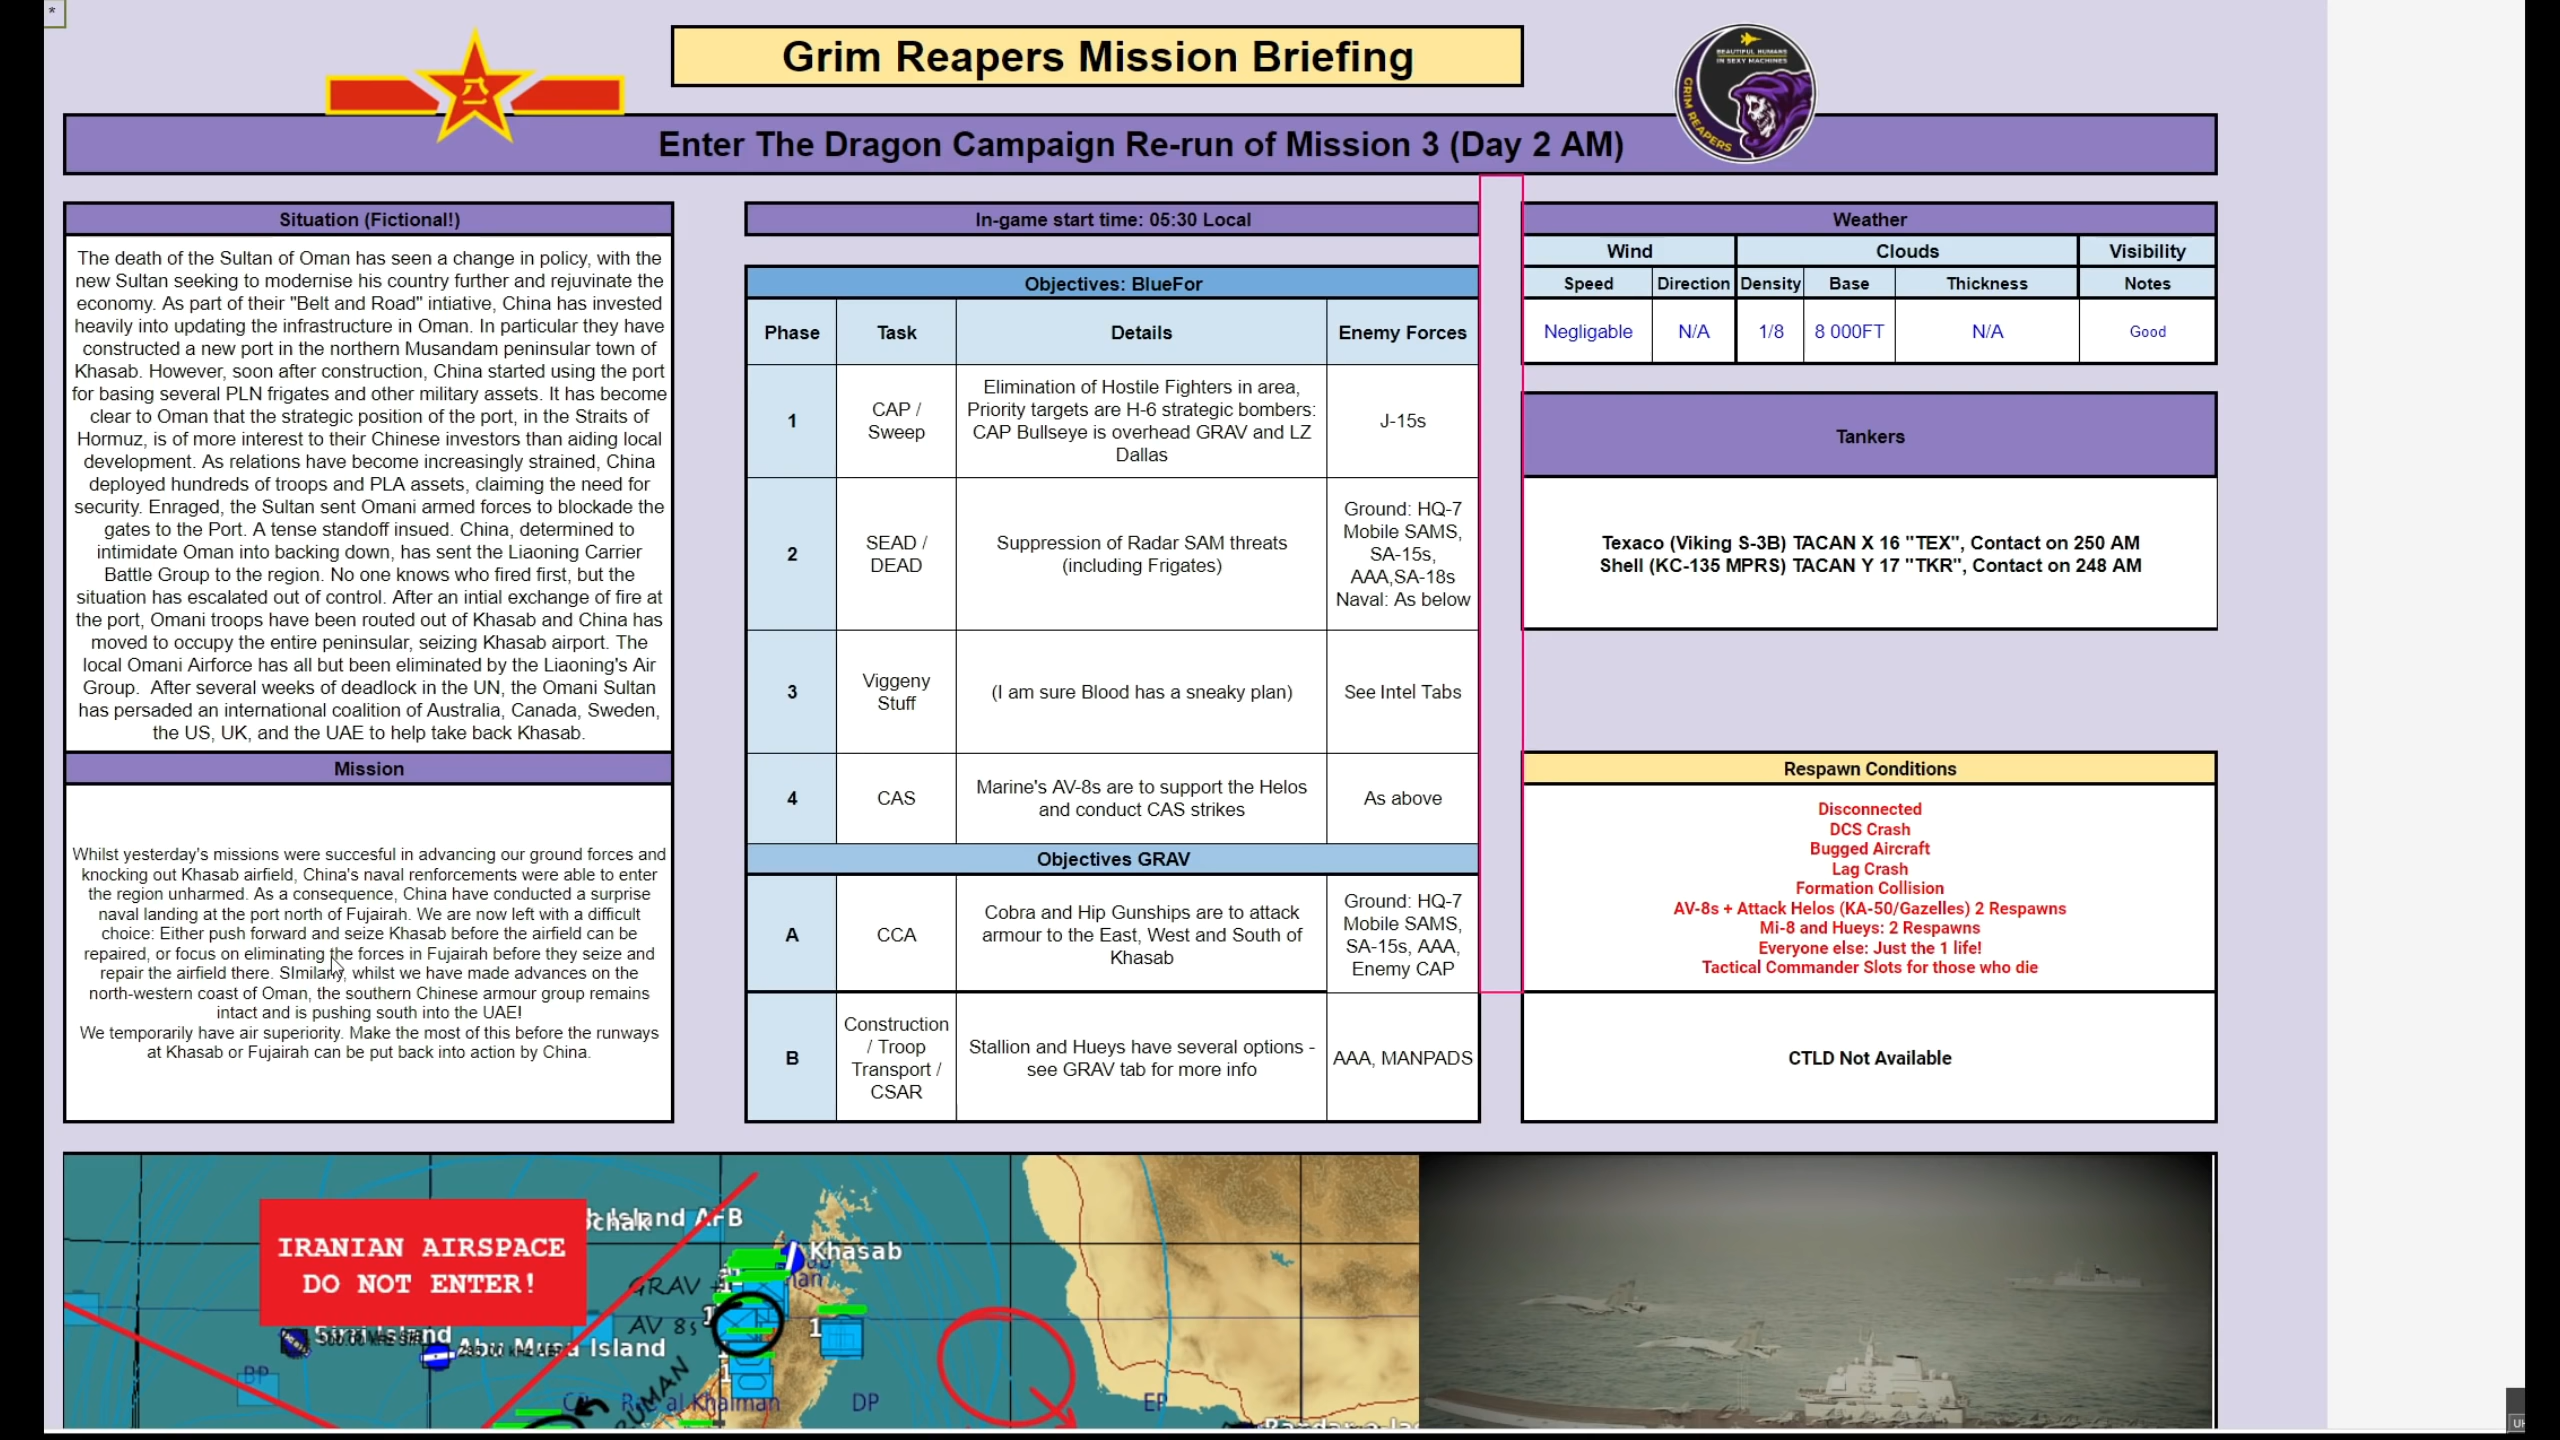 *
Grim Reapers Mission Briefing
八一
BEAUTIFUL HUMANS
IN SEXY MACHINES
GRIM REAPERS
Enter The Dragon Campaign Re-run of Mission 3 (Day 2 AM)
Situation (Fictional!)
The death of the Sultan of Oman has seen a change in policy, with the
new Sultan seeking to modernise his country further and rejuvinate the
economy. As part of their "Belt and Road" intiative, China has invested
heavily into updating the infrastructure in Oman. In particular they have
constructed a new port in the northern Musandam peninsular town of
Khasab. However, soon after construction, China started using the port
for basing several PLN frigates and other military assets. It has become
clear to Oman that the strategic position of the port, in the Straits of
Hormuz, is of more interest to their Chinese investors than aiding local
development. As relations have become increasingly strained, China
deployed hundreds of troops and PLA assets, claiming the need for
security. Enraged, the Sultan sent Omani armed forces to blockade the
gates to the Port. A tense standoff insued. China, determined to
intimidate Oman into backing down, has sent the Liaoning Carrier
Battle Group to the region. No one knows who fired first, but the
situation has escalated out of control. After an intial exchange of fire at
the port, Omani troops have been routed out of Khasab and China has
moved to occupy the entire peninsular, seizing Khasab airport. The
local Omani Airforce has all but been eliminated by the Liaoning's Air
Group. After several weeks of deadlock in the UN, the Omani Sultan
has persaded an international coalition of Australia, Canada, Sweden,
the US, UK, and the UAE to help take back Khasab.
Mission
Whilst yesterday's missions were succesful in advancing our ground forces and
knocking out Khasab airfield, China's naval renforcements were able to enter
the region unharmed. As a consequence, China have conducted a surprise
naval landing at the port north of Fujairah. We are now left with a difficult
choice: Either push forward and seize Khasab before the airfield can be
repaired, or focus on eliminating the forces in Fujairah before they seize and
repair the airfield there. SImilarly, whilst we have made advances on the
north-western coast of Oman, the southern Chinese armour group remains
intact and is pushing south into the UAE!
We temporarily have air superiority. Make the most of this before the runways
at Khasab or Fujairah can be put back into action by China.
In-game start time: 05:30 Local
Objectives: BlueFor
Phase Task Details Enemy Forces
1
CAP /
Sweep
Elimination of Hostile Fighters in area,
Priority targets are H-6 strategic bombers:
CAP Bullseye is overhead GRAV and LZ
Dallas
J-15s
2
SEAD /
DEAD
Suppression of Radar SAM threats
(including Frigates)
Ground: HQ-7
Mobile SAMS,
SA-15s,
AAA,SA-18s
Naval: As below
3
Viggeny
Stuff
(I am sure Blood has a sneaky plan)
See Intel Tabs
4
CAS
Marine's AV-8s are to support the Helos
and conduct CAS strikes
As above
Objectives GRAV
A
CCA
Cobra and Hip Gunships are to attack
armour to the East, West and South of
Khasab
Ground: HQ-7
Mobile SAMS,
SA-15s, AAA,
Enemy CAP
B
Construction
/ Troop
Transport /
CSAR
Stallion and Hueys have several options -
see GRAV tab for more info
AAA, MANPADS
Weather
Wind Clouds Visibility
Speed Direction Density Base Thickness Notes
Negligable N/A 1/8 8 000FT N/A Good
Tankers
Texaco (Viking S-3B) TACAN X 16 "TEX", Contact on 250 AM
Shell (KC-135 MPRS) TACAN Y 17 "TKR", Contact on 248 AM
Respawn Conditions
Disconnected
DCS Crash
Bugged Aircraft
Lag Crash
Formation Collision
AV-8s + Attack Helos (KA-50/Gazelles) 2 Respawns
Mi-8 and Hueys: 2 Respawns
Everyone else: Just the 1 life!
Tactical Commander Slots for those who die
CTLD Not Available
IRANIAN AIRSPACE
DO NOT ENTER!
Island AFB
Khasab
GRAV
AV 8s
1
Abu Musa Island
BP
DP
EP